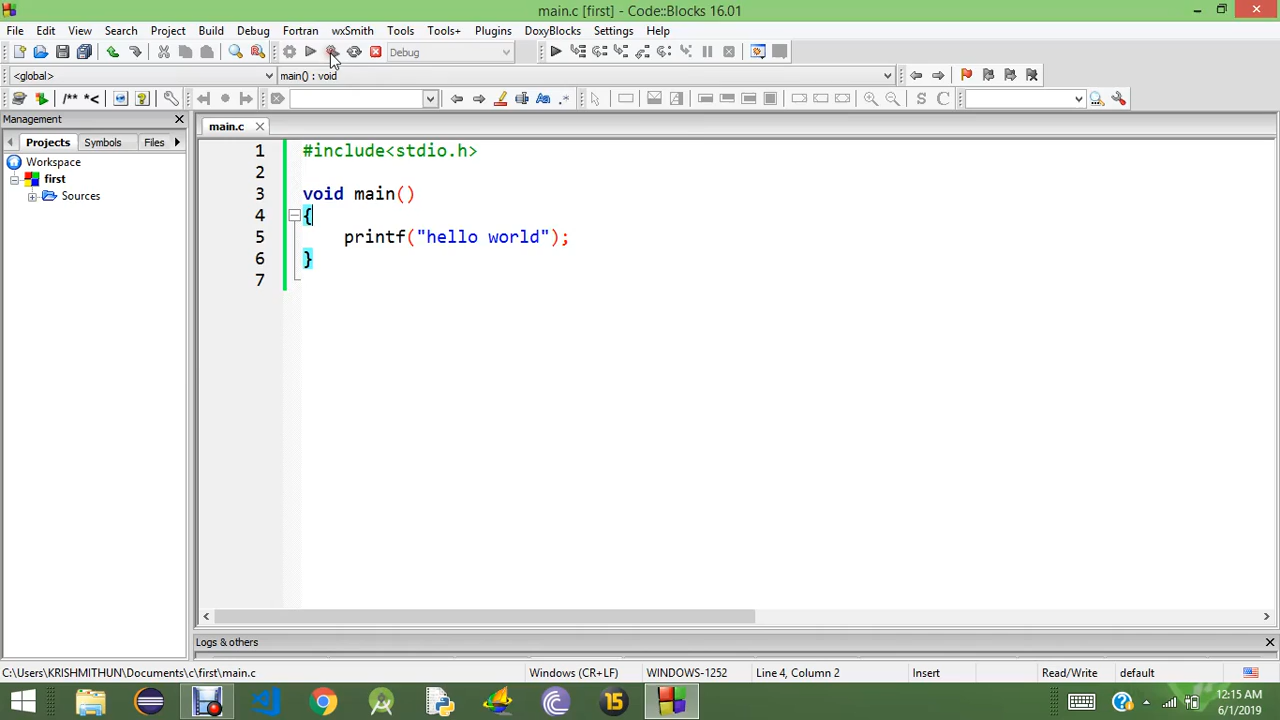 main.c [first] - Code::Blocks 16.01
File Edit View Search Project Build Debug Fortran wxSmith Tools Tools+ Plugins DoxyBlocks Settings Help
Debug
<global> main() : void
/** *< .* S C
Management
Projects Symbols Files
main.c
Workspace
first
Sources
1 #include<stdio.h>
2
3 void main()
4 {
5 printf("hello world");
6 }
7
Logs & others
C:\Users\KRISHMITHUN\Documents\c\first\main.c Windows (CR+LF) WINDOWS-1252 Line 4, Column 2 Insert Read/Write default
15
12:15 AM
6/1/2019